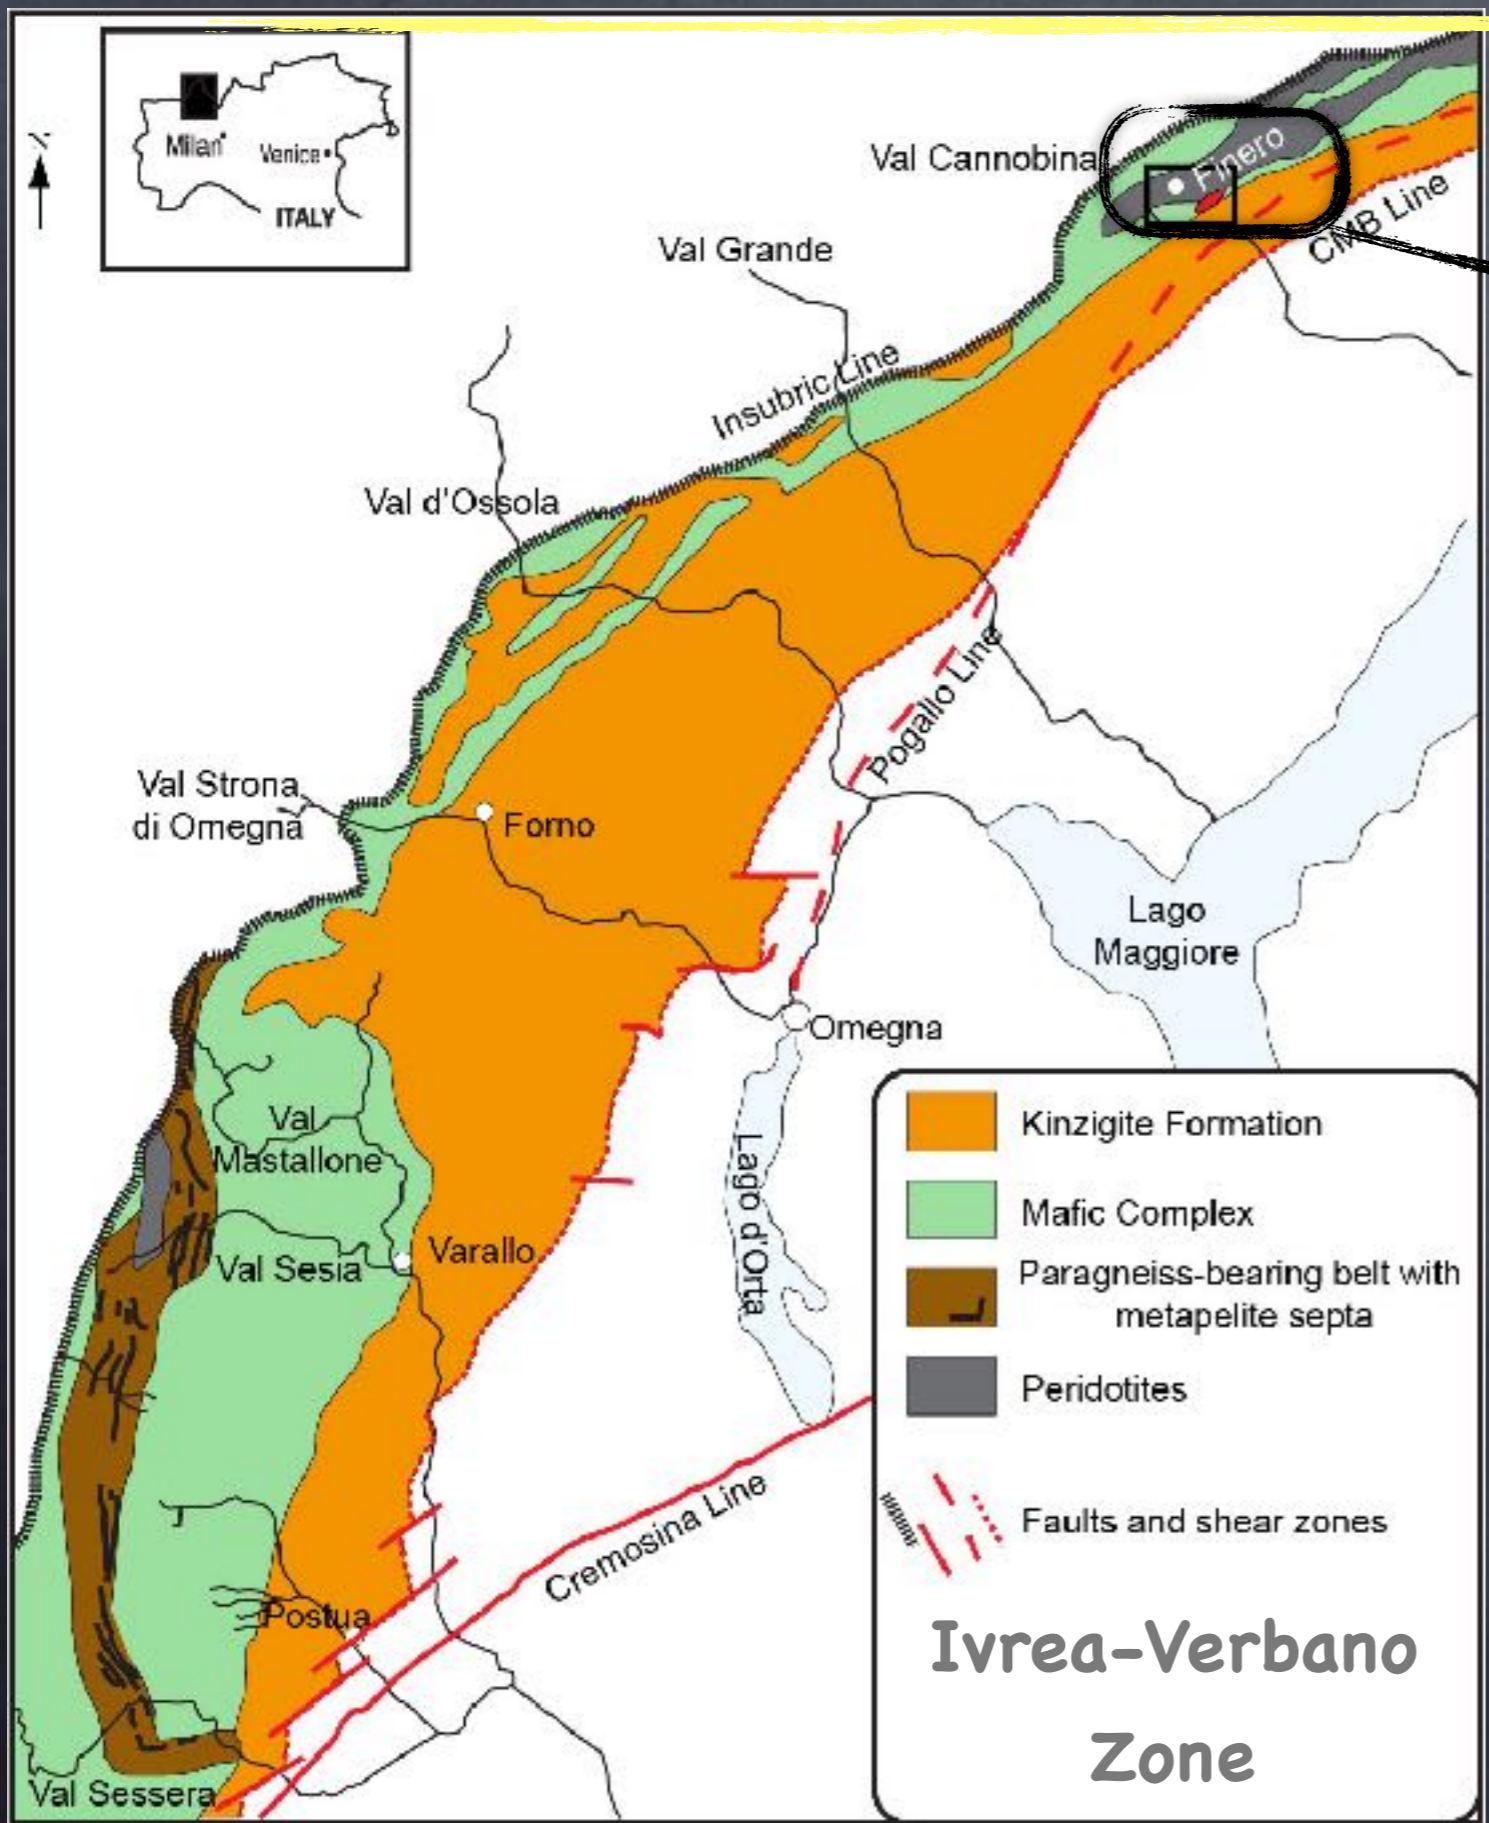 Milan
Venice
ITALY
Val Cannobina
Finero
CMB Line
Val Grande
Insubric Line
Val d'Ossola
Pogallo Line
Val Strona
di Omegna
Forno
Lago
Maggiore
Omegna
Val
Mastallone
Lago d'Orta
Val Sesia
Varallo
Cremosina Line
Postua
Val Sessera
Kinzigite Formation
Mafic Complex
Paragneiss-bearing belt with
metapelite septa
Peridotites
Faults and shear zones
Ivrea-Verbano
Zone